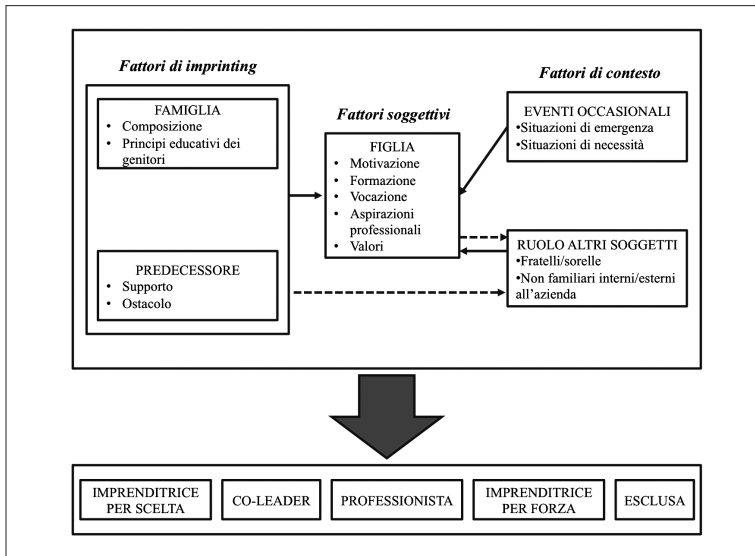 Fattori di imprinting
FAMIGLIA
• Composizione
• Principi educativi dei
genitori
PREDECESSORE
• Supporto
• Ostacolo
Fattori soggettivi
FIGLIA
• Motivazione
• Formazione
• Vocazione
• Aspirazioni
professionali
• Valori
Fattori di contesto
EVENTI OCCASIONALI
•Situazioni di emergenza
•Situazioni di necessità
RUOLO ALTRI SOGGETTI
•Fratelli/sorelle
•Non familiari interni/esterni
all’azienda
IMPRENDITRICE
PER SCELTA
CO-LEADER
PROFESSIONISTA
IMPRENDITRICE
PER FORZA
ESCLUSA